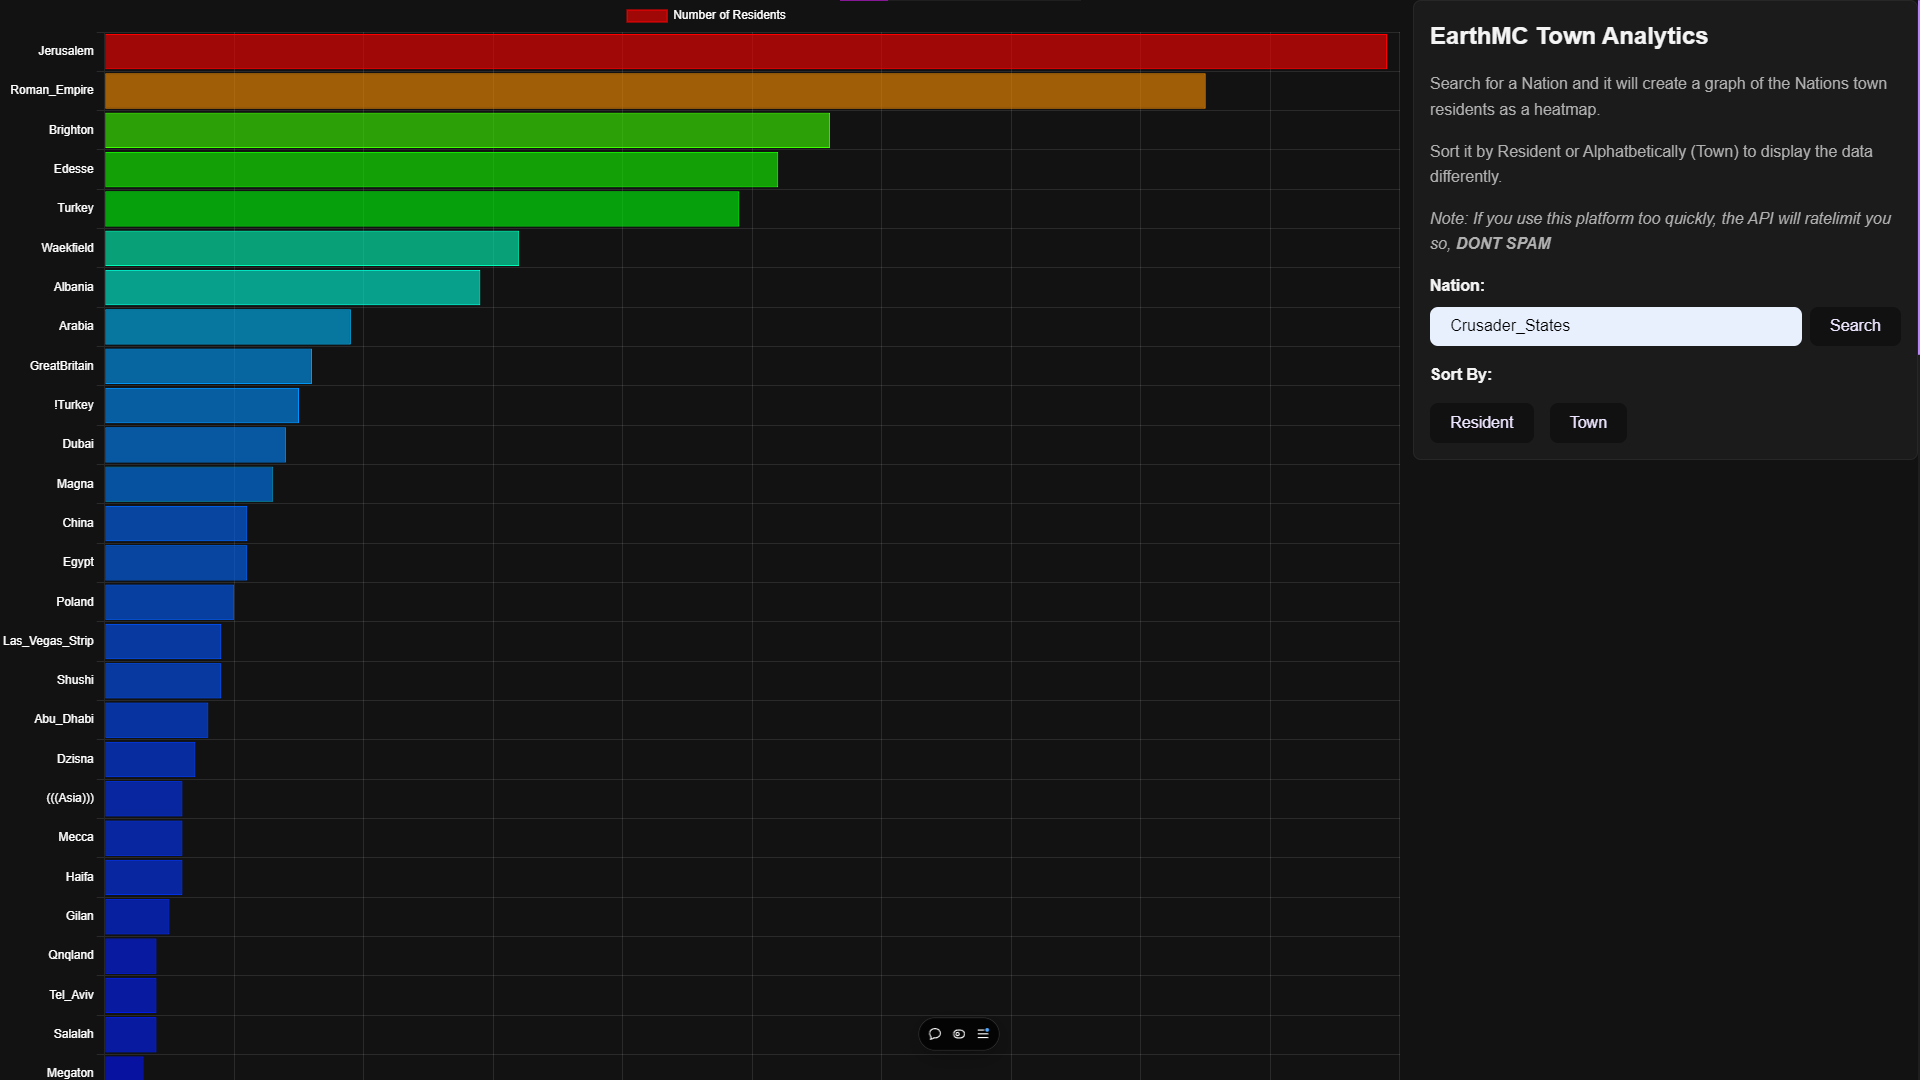 Number of Residents
Jerusalem
Roman_Empire
Brighton
Edesse
Turkey
Waekfield
Albania
Arabia
GreatBritain
!Turkey
Dubai
Magna
China
Egypt
Poland
Las_Vegas_Strip
Shushi
Abu_Dhabi
Dzisna
(((Asia)))
Mecca
Haifa
Gilan
Qnqland
Tel_Aviv
Salalah
Megaton
EarthMC Town Analytics
Search for a Nation and it will create a graph of the Nations town
residents as a heatmap.
Sort it by Resident or Alphatbetically (Town) to display the data
differently.
Note: If you use this platform too quickly, the API will ratelimit you
so, DONT SPAM
Nation:
Crusader_States
Search
Sort By:
Resident
Town